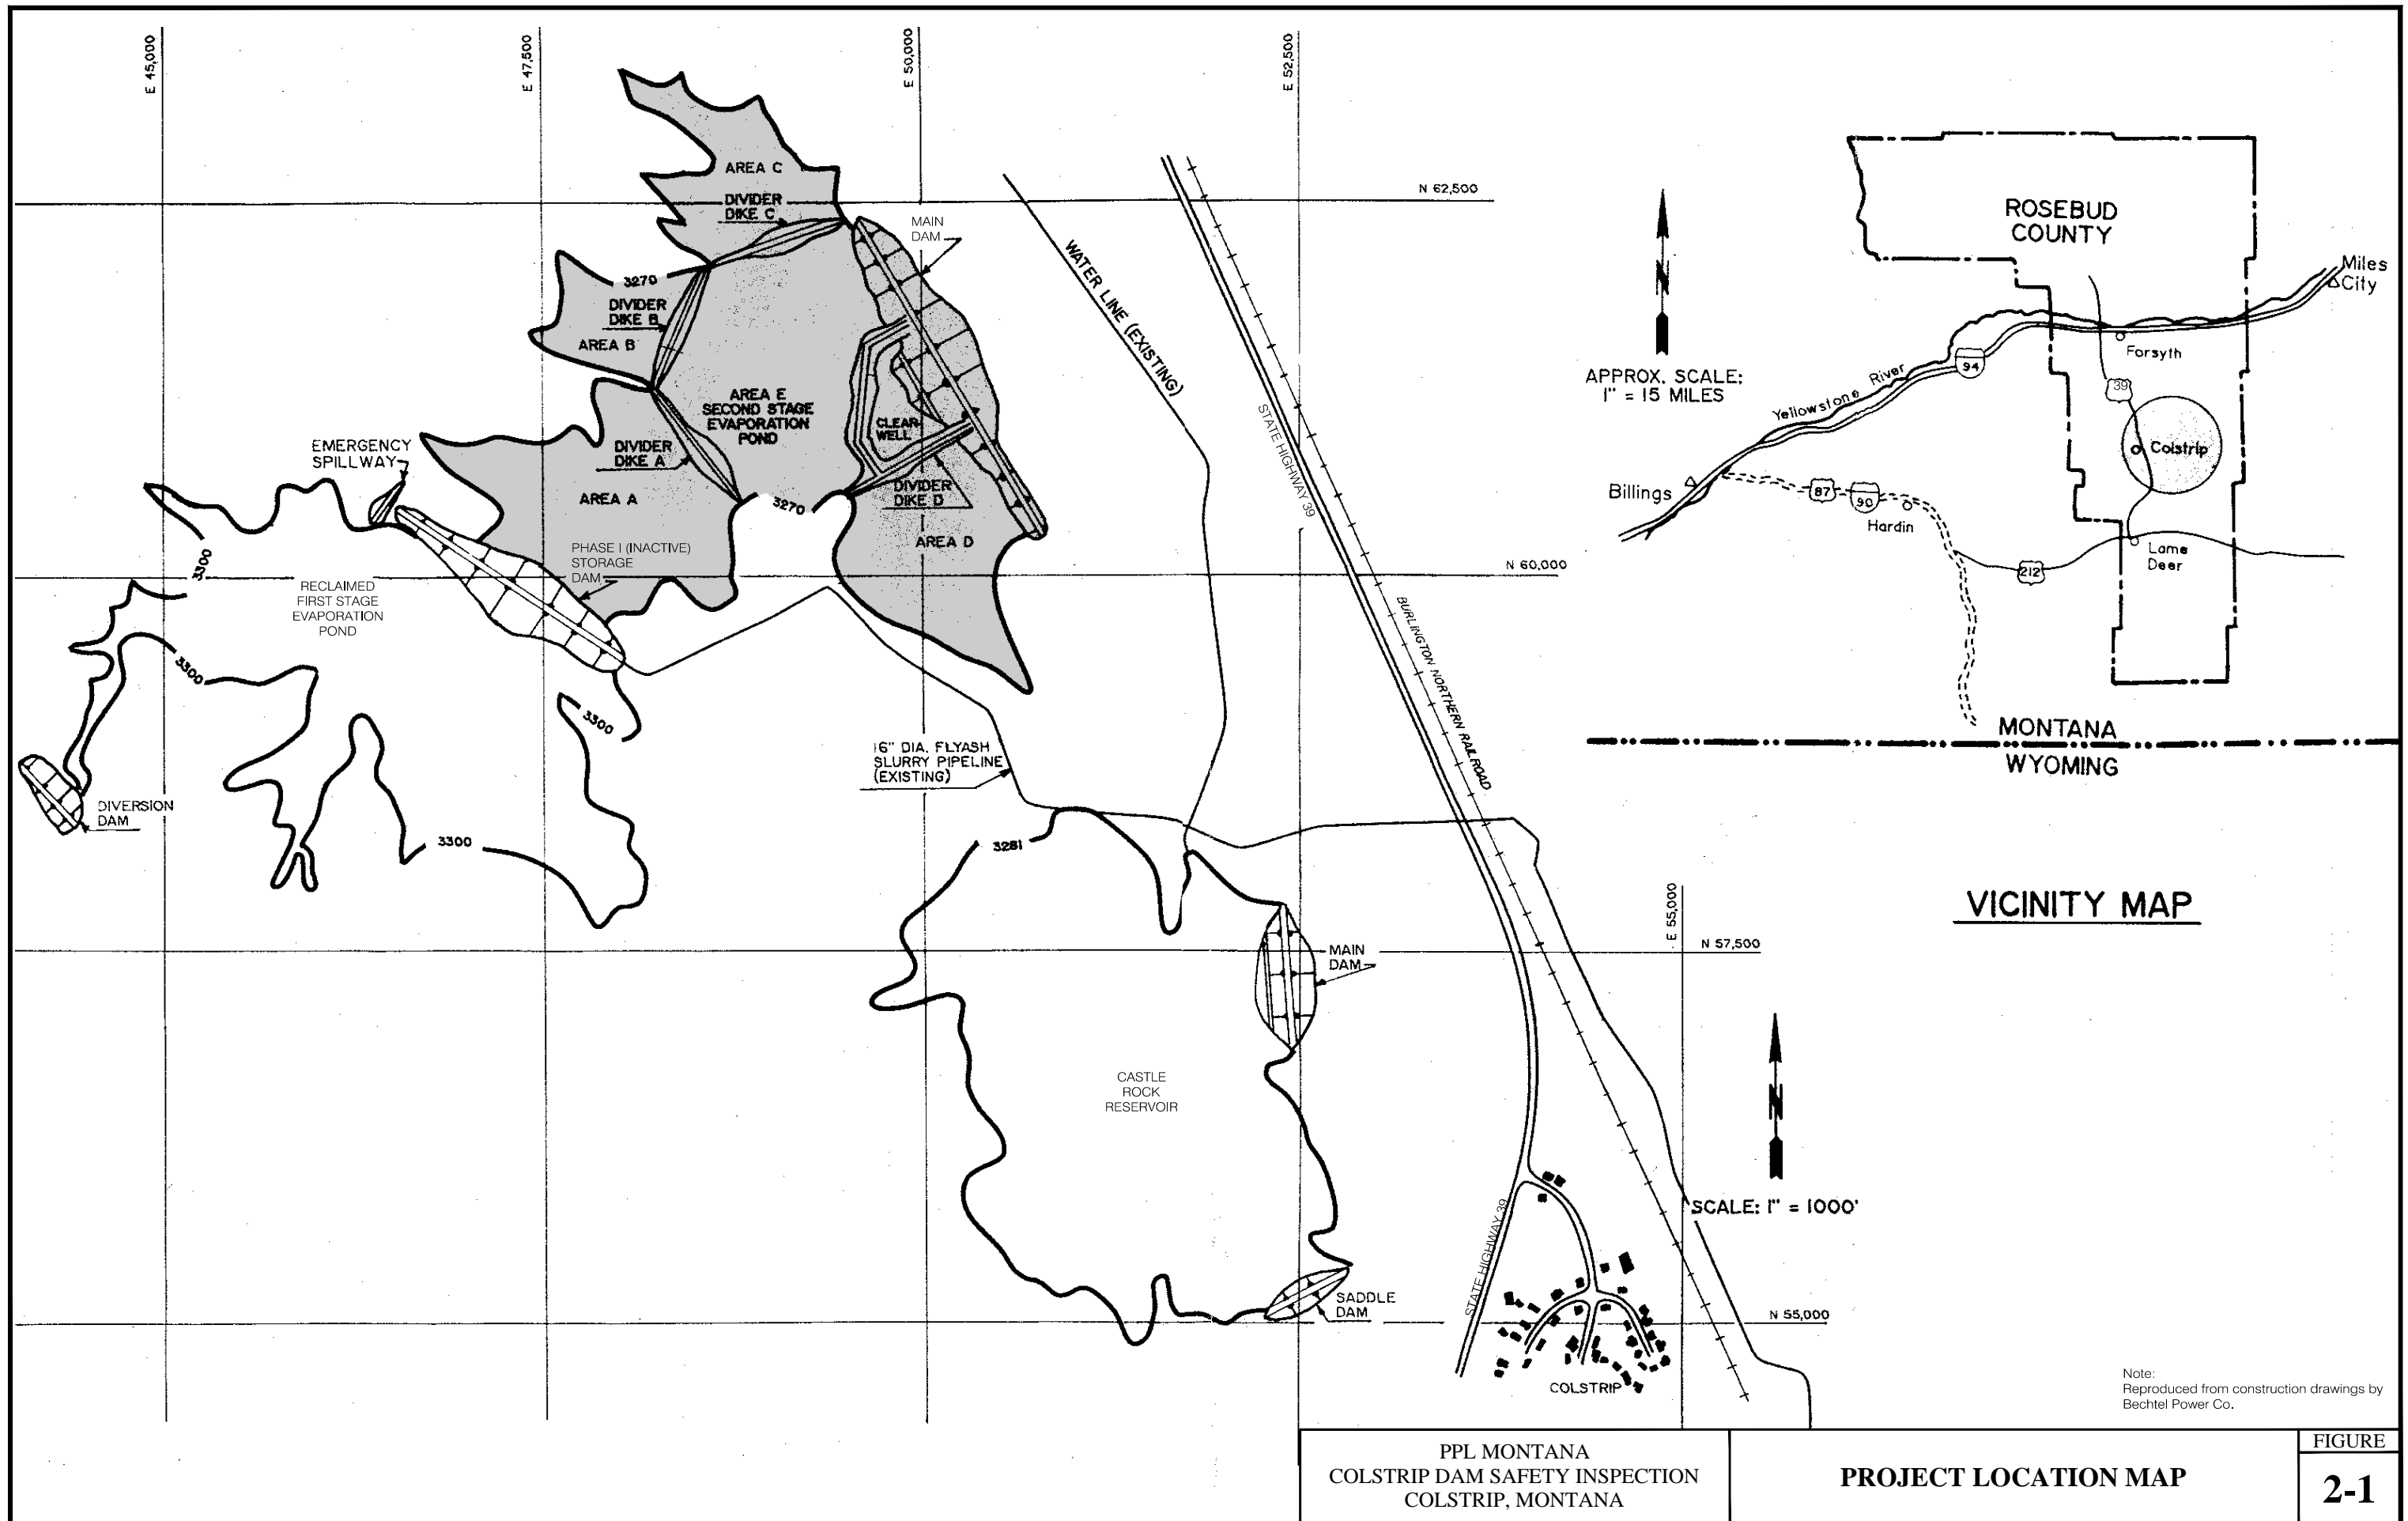 E 45,000
E 47,500
E 50,000
E 52,500
N 62,500
AREA C
DIVIDER
DIKE C
MAIN
DAM
3270
DIVIDER
DIKE B
AREA B
WATER LINE (EXISTING)
AREA E
SECOND STAGE
EVAPORATION
POND
CLEAR-
WELL
EMERGENCY
SPILLWAY
DIVIDER
DIKE A
AREA A
DIVIDER
DIKE D
3270
AREA D
STATE HIGHWAY 39
PHASE I (INACTIVE)
STORAGE
DAM
N 60,000
3300
RECLAIMED
FIRST STAGE
EVAPORATION
POND
BURLINGTON NORTHERN RAILROAD
3300
3300
16" DIA. FLYASH
SLURRY PIPELINE
(EXISTING)
DIVERSION
DAM
3300
3281
E 55,000
N 57,500
MAIN
DAM
CASTLE
ROCK
RESERVOIR
STATE HIGHWAY 39
SADDLE
DAM
N 55,000
COLSTRIP
N
SCALE: 1" = 1000'
N
APPROX. SCALE:
1" = 15 MILES
ROSEBUD
COUNTY
Miles
City
Forsyth
94
39
Yellowstone River
Colstrip
Billings
87
90
Hardin
Lame
Deer
212
MONTANA
WYOMING
VICINITY MAP
Note:
Reproduced from construction drawings by
Bechtel Power Co.
PPL MONTANA
COLSTRIP DAM SAFETY INSPECTION
COLSTRIP, MONTANA
PROJECT LOCATION MAP
FIGURE
2-1